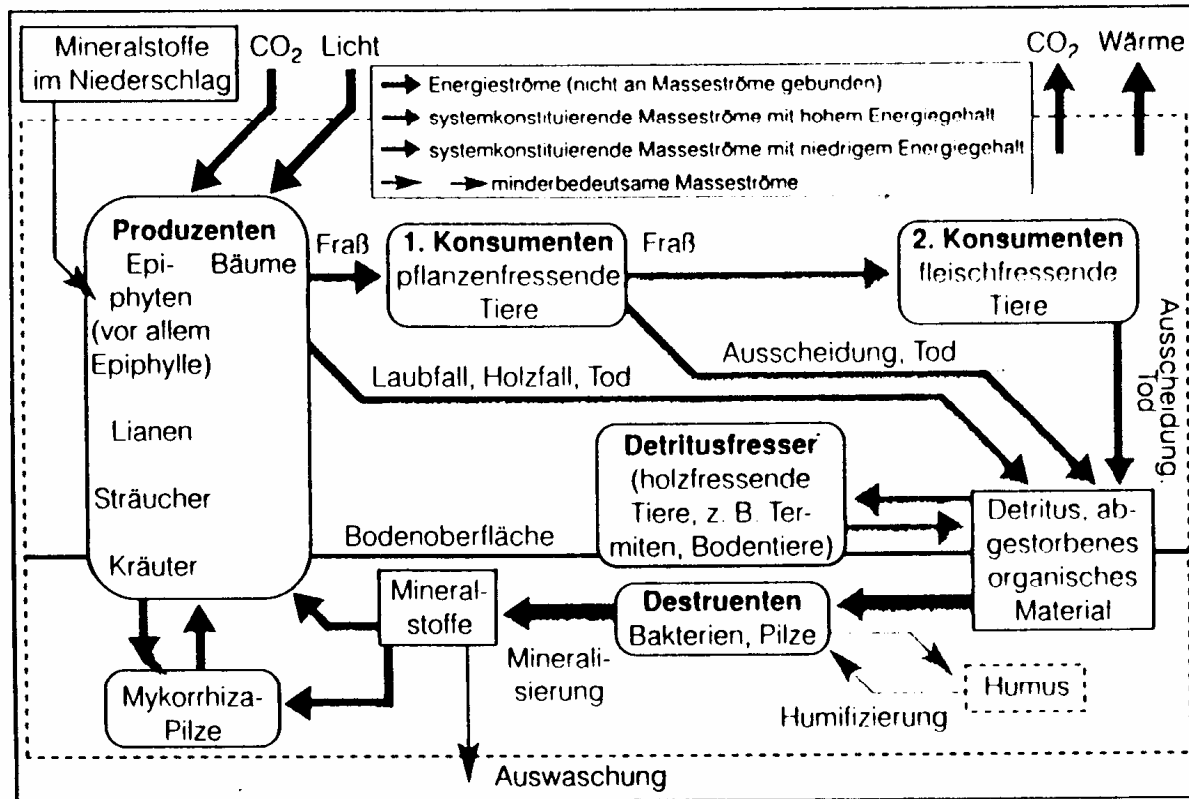 Mineralstoffe
im Niederschlag
CO2 Licht
CO2 Wärme
Energieströme (nicht an Masseströme gebunden)
systemkonstituierende Masseströme mit hohem Energiegehalt
systemkonstituierende Masseströme mit niedrigem Energiegehalt
minderbedeutsame Masseströme
Produzenten
Epi- Bäume
phyten
(vor allem
Epiphylle)
Lianen
Sträucher
Kräuter
Fraß
1. Konsumenten
pflanzenfressende
Tiere
Fraß
2. Konsumenten
fleischfressende
Tiere
Ausscheidung, Tod
Ausscheidung,
Tod
Laubfall, Holzfall, Tod
Detritusfresser
(holzfressende
Tiere, z. B. Ter-
miten, Bodentiere)
Detritus, ab-
gestorbenes
organisches
Material
Bodenoberfläche
Mineral-
stoffe
Destruenten
Bakterien, Pilze
Minerali-
sierung
Mykorrhiza-
Pilze
Humus
Humifizierung
Auswaschung